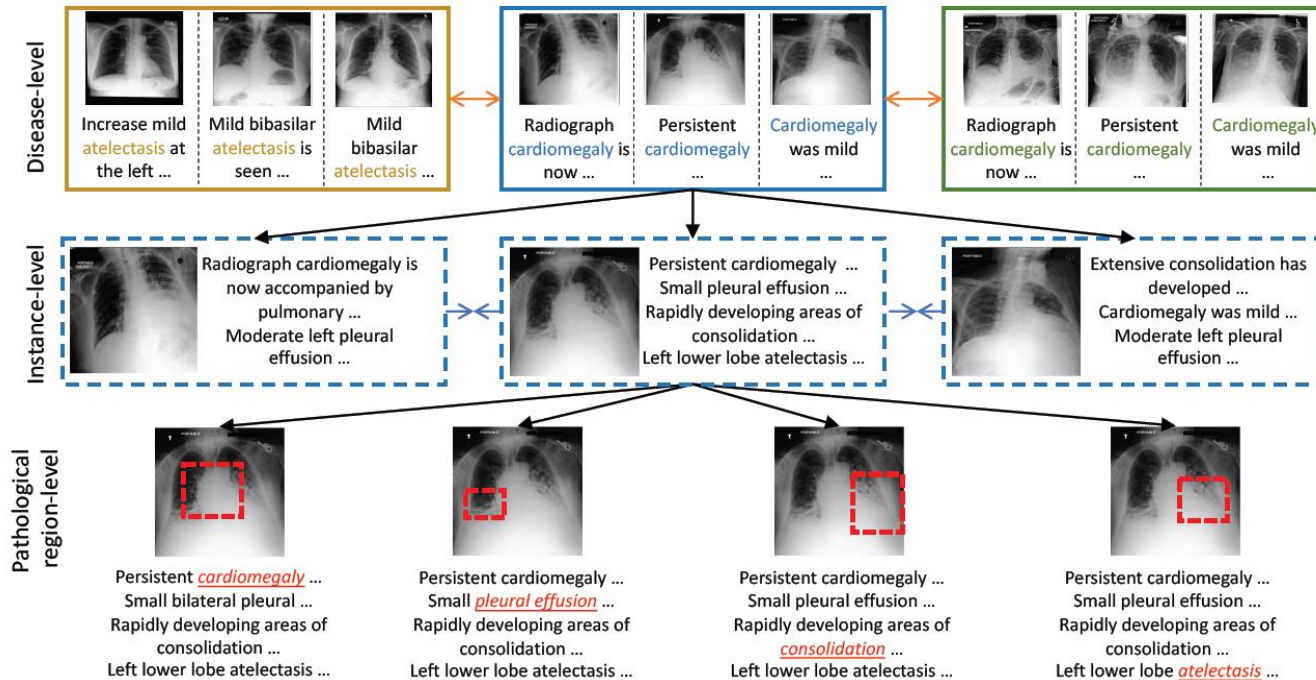 Disease-level
Increase mild
atelectasis at
the left ...
Mild bibasilar
atelectasis is
seen ...
Mild
bibasilar
atelectasis ...
Radiograph
cardiomegaly is
now ...
Persistent
cardiomegaly
...
Cardiomegaly
was mild
...
Radiograph
cardiomegaly is
now ...
Persistent
cardiomegaly
...
Cardiomegaly
was mild
...
Instance-level
Radiograph cardiomegaly is
now accompanied by
pulmonary ...
Moderate left pleural
effusion ...
Persistent cardiomegaly ...
Small pleural effusion ...
Rapidly developing areas of
consolidation ...
Left lower lobe atelectasis ...
Extensive consolidation has
developed ...
Cardiomegaly was mild ...
Moderate left pleural
effusion ...
Pathological
region-level
PORTABLE
PORTABLE
PORTABLE
PORTABLE
Persistent cardiomegaly ...
Small bilateral pleural ...
Rapidly developing areas of
consolidation ...
Left lower lobe atelectasis ...
Persistent cardiomegaly ...
Small pleural effusion ...
Rapidly developing areas of
consolidation ...
Left lower lobe atelectasis ...
Persistent cardiomegaly ...
Small pleural effusion ...
Rapidly developing areas of
consolidation ...
Left lower lobe atelectasis ...
Persistent cardiomegaly ...
Small pleural effusion ...
Rapidly developing areas of
consolidation ...
Left lower lobe atelectasis ...